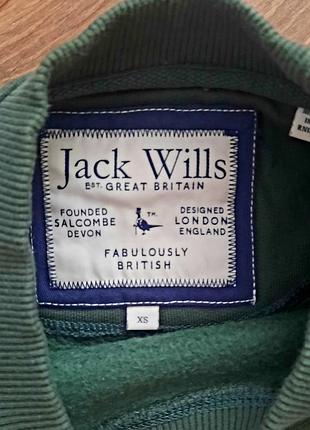 Jack Wills
EST. GREAT BRITAIN
FOUNDED
SALCOMBE
DEVON
TM.
DESIGNED
LONDON
ENGLAND
FABULOUSLY
BRITISH
XS